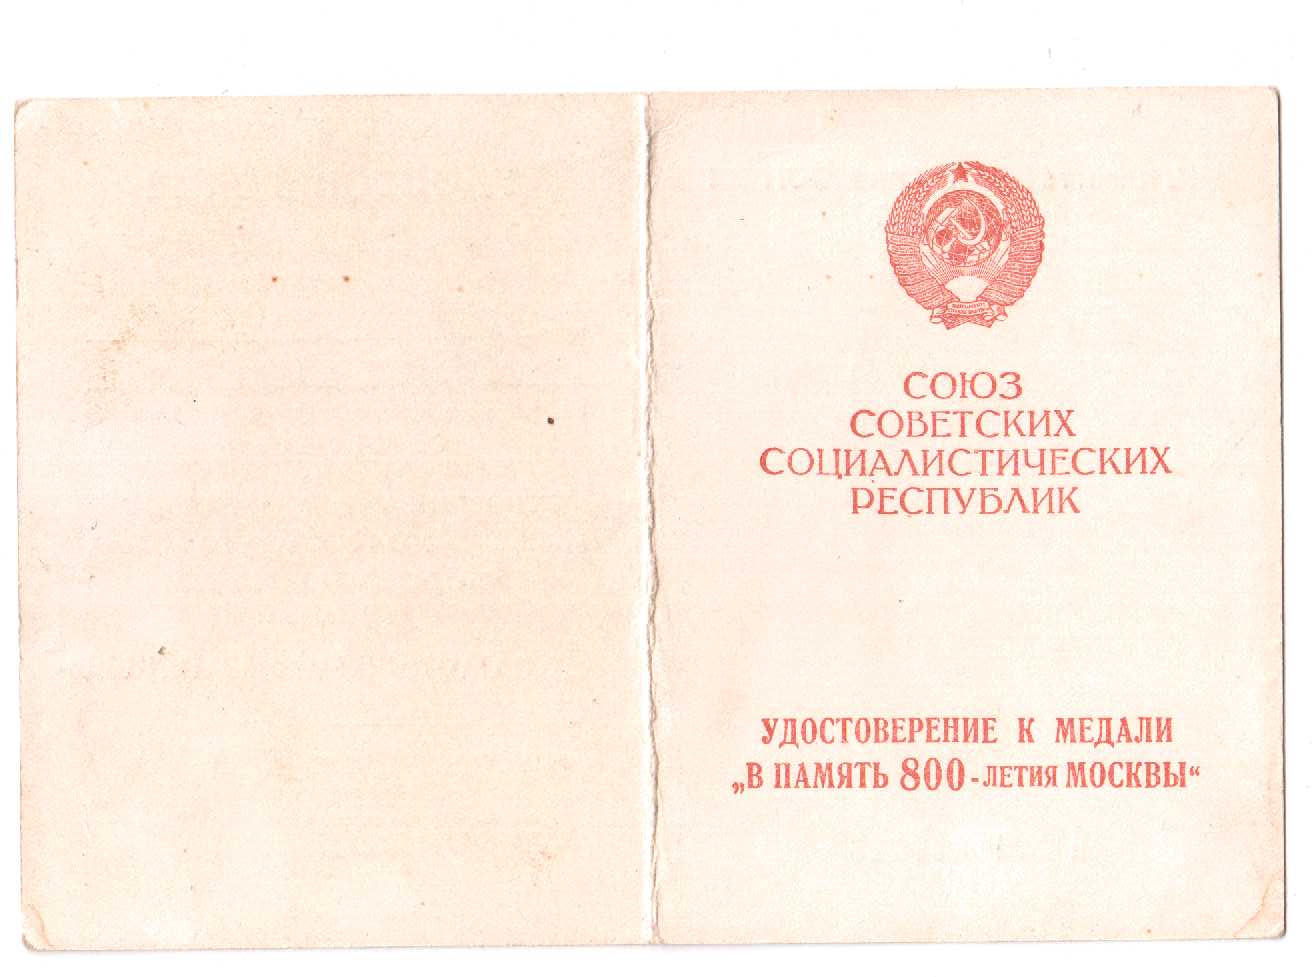 СОЮЗ
СОВЕТСКИХ
СОЦИАЛИСТИЧЕСКИХ
РЕСПУБЛИК
УДОСТОВЕРЕНИЕ К МЕДАЛИ
„В ПАМЯТЬ 800-ЛЕТИЯ МОСКВЫ“